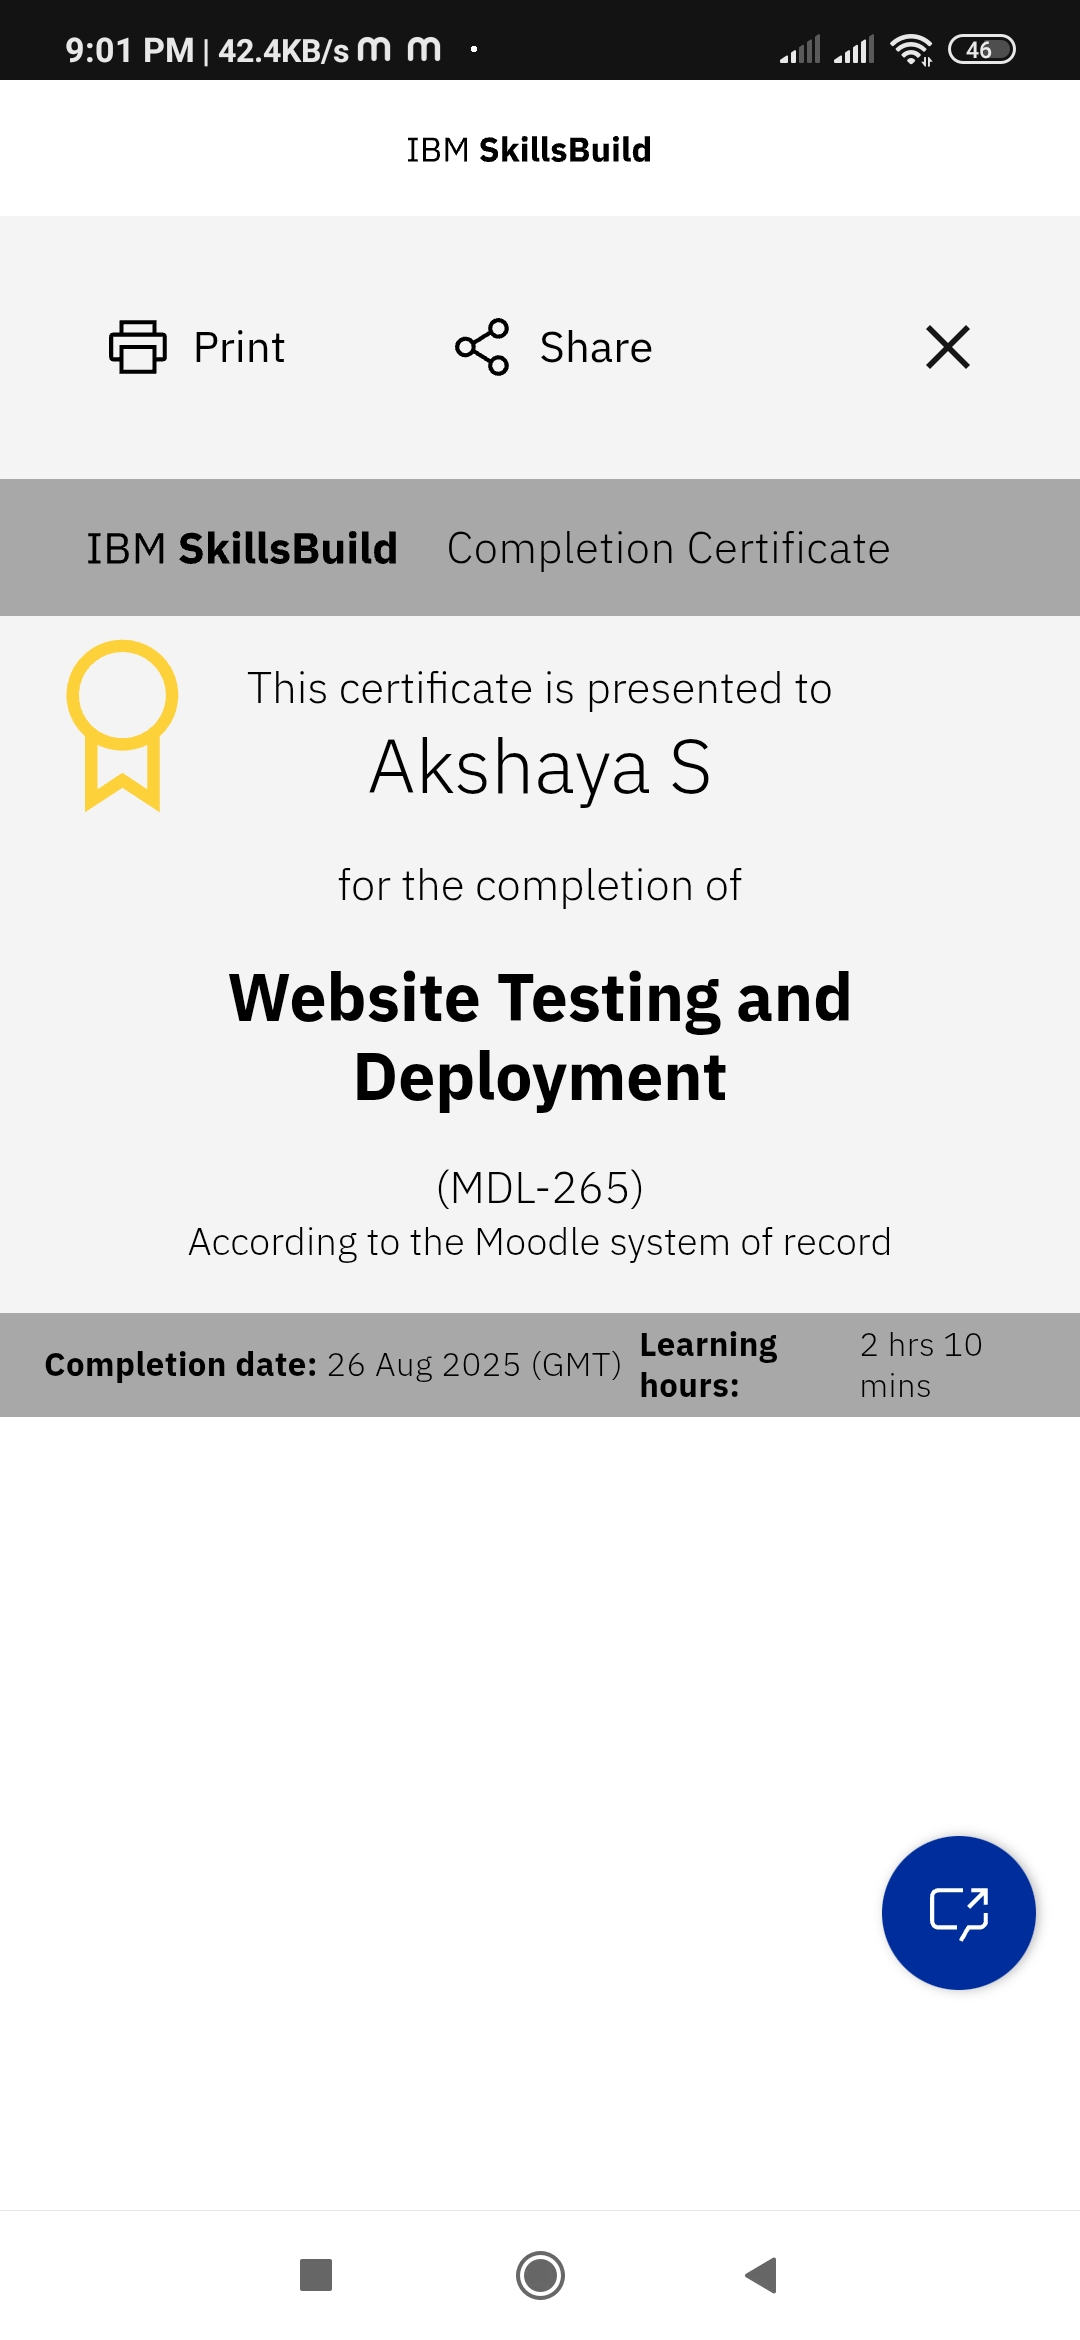 9:01 PM | 42.4KB/s
46
IBM SkillsBuild
Print
Share
IBM SkillsBuild Completion Certificate
This certificate is presented to
Akshaya S
for the completion of
Website Testing and
Deployment
(MDL-265)
According to the Moodle system of record
Completion date: 26 Aug 2025 (GMT)
Learning
hours:
2 hrs 10
mins